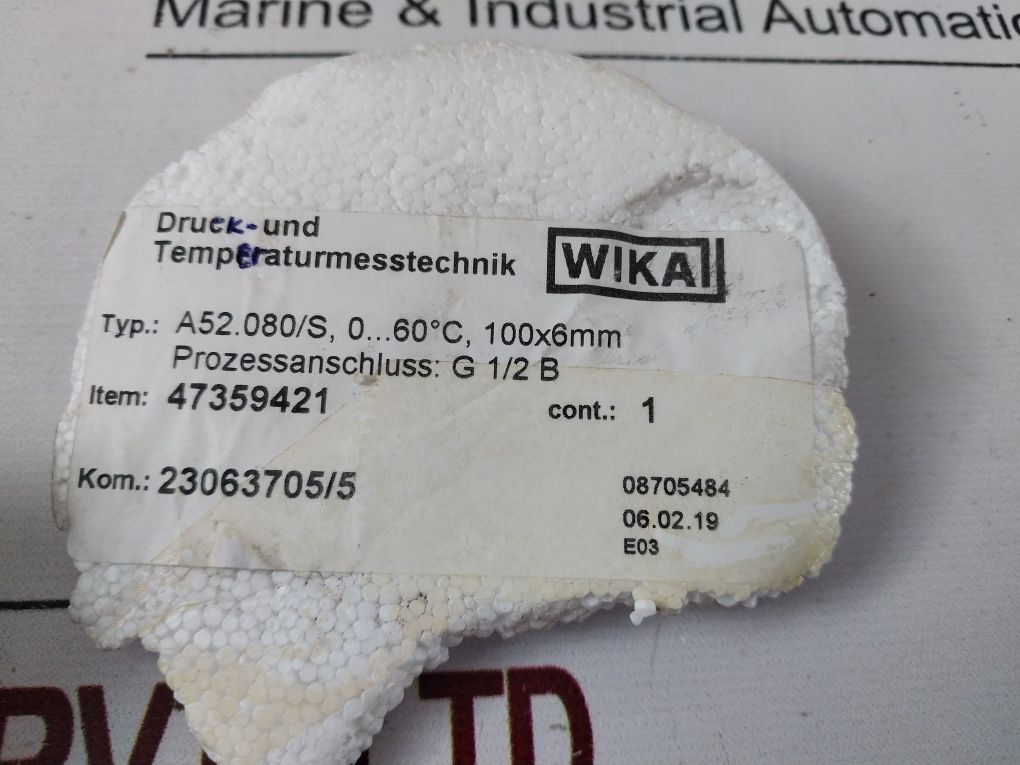 Marine & Industrial
Druck- und
Temperaturmesstechnik
WIKA
Typ.: A52.080/S, 0...60°C, 100x6mm
Prozessanschluss: G 1/2 B
Item: 47359421
cont.: 1
Kom.: 23063705/5
08705484
06.02.19
E03
LTD